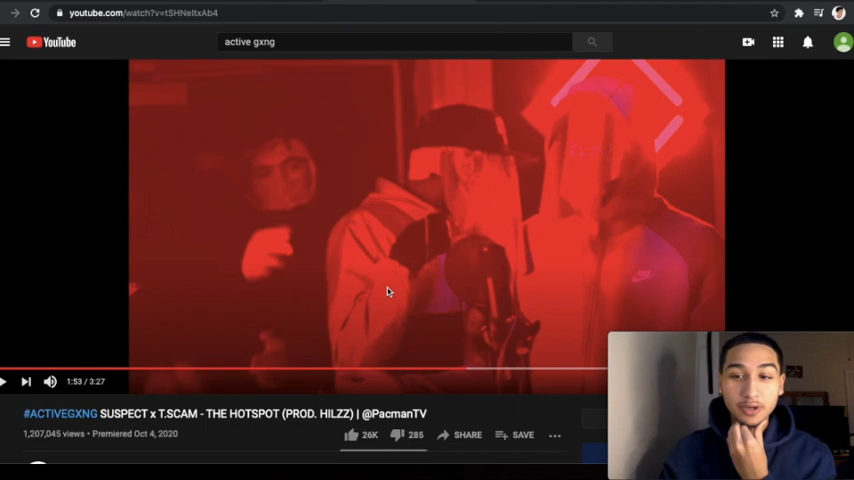 youtube.com/watch?v=tSHNeItxAb4
YouTube
active gxng
1:53 / 3:27
#ACTIVEGXNG SUSPECT x T.SCAM - THE HOTSPOT (PROD. HILZZ) | @PacmanTV
1,207,045 views • Premiered Oct 4, 2020
26K
285
SHARE
SAVE